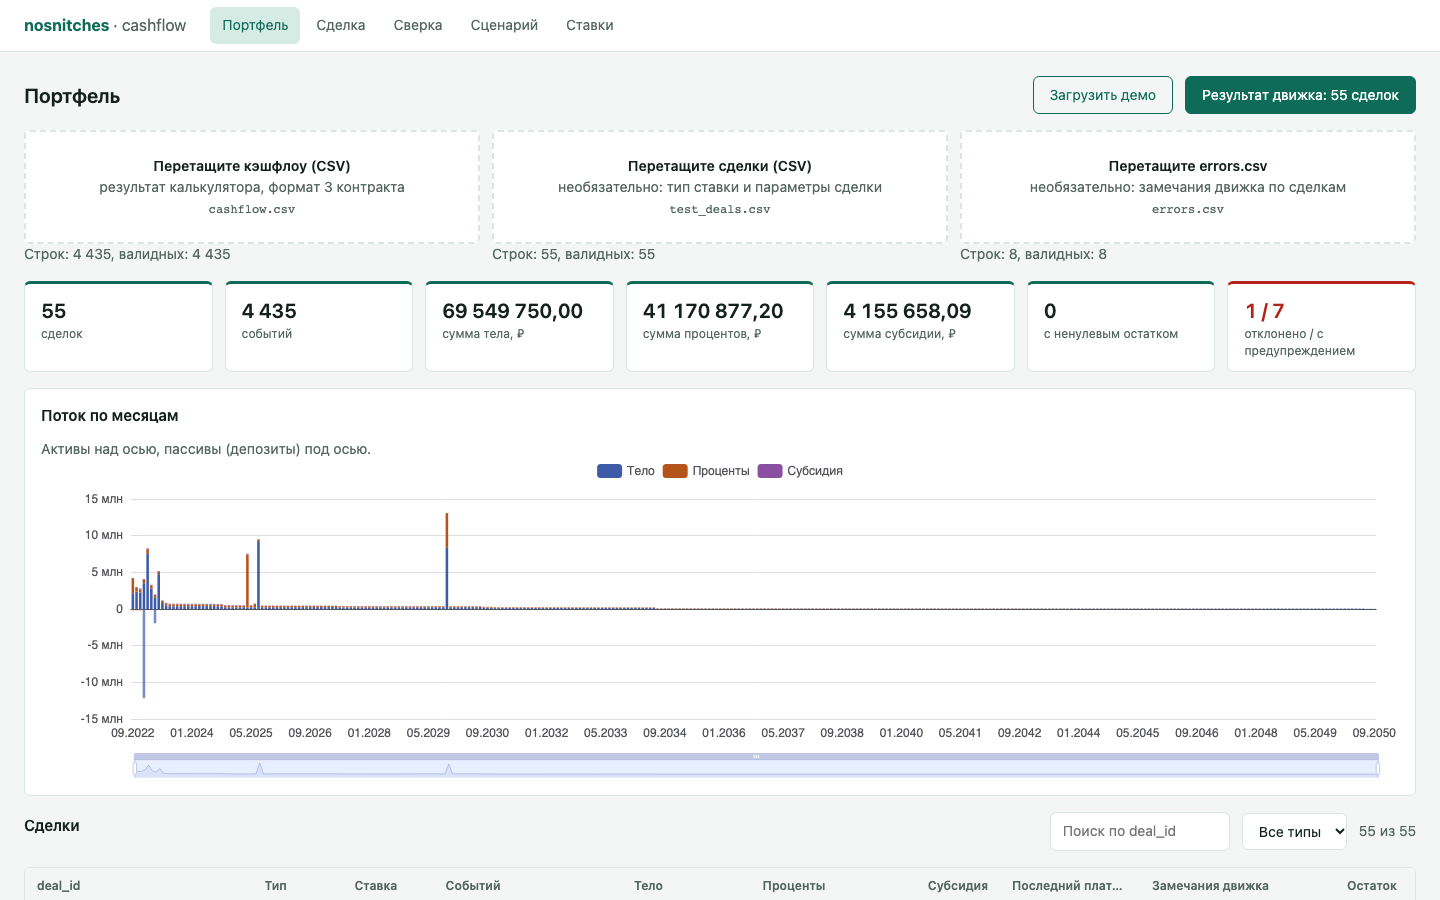 nosnitches · cashflow
Портфель
Сделка
Сверка
Сценарий
Ставки
Портфель
Загрузить демо
Результат движка: 55 сделок
Перетащите кэшфлоу (CSV)
результат калькулятора, формат 3 контракта
cashflow.csv
Строк: 4 435, валидных: 4 435
Перетащите сделки (CSV)
необязательно: тип ставки и параметры сделки
test_deals.csv
Строк: 55, валидных: 55
Перетащите errors.csv
необязательно: замечания движка по сделкам
errors.csv
Строк: 8, валидных: 8
55
сделок
4 435
событий
69 549 750,00
сумма тела, ₽
41 170 877,20
сумма процентов, ₽
4 155 658,09
сумма субсидии, ₽
0
с ненулевым остатком
1 / 7
отклонено / с
предупреждением
Поток по месяцам
Активы над осью, пассивы (депозиты) под осью.
Тело Проценты Субсидия
15 млн
10 млн
5 млн
0
-5 млн
-10 млн
-15 млн
09.2022 01.2024 05.2025 09.2026 01.2028 05.2029 09.2030 01.2032 05.2033 09.2034 01.2036 05.2037 09.2038 01.2040 05.2041 09.2042 01.2044 05.2045 09.2046 01.2048 05.2049 09.2050
Сделки
Поиск по deal_id
Все типы
55 из 55
deal_id Тип Ставка Событий Тело Проценты Субсидия Последний плат... Замечания движка Остаток